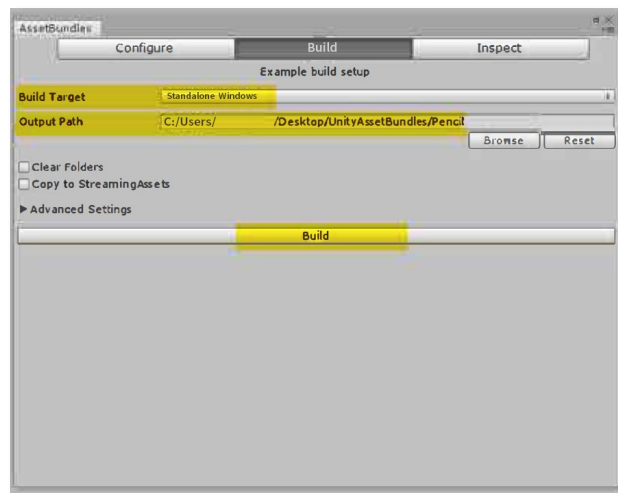 AssetBundles
Configure Build Inspect
Example build setup
Build Target Standalone Windows
Output Path C:/Users/ /Desktop/UnityAssetBundles/Pencil
Browse Reset
Clear Folders
Copy to StreamingAssets
Advanced Settings
Build